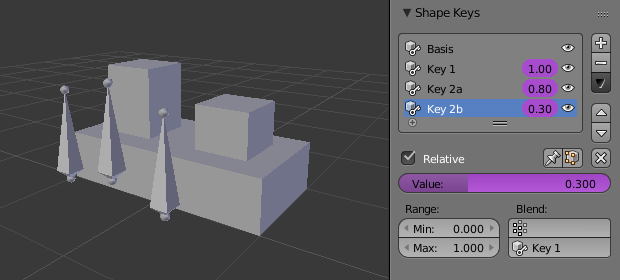 Shape Keys
Basis
Key 1 1.00
Key 2a 0.80
Key 2b 0.30
Relative
Value: 0.300
Range: Blend:
Min: 0.000
Max: 1.000 Key 1